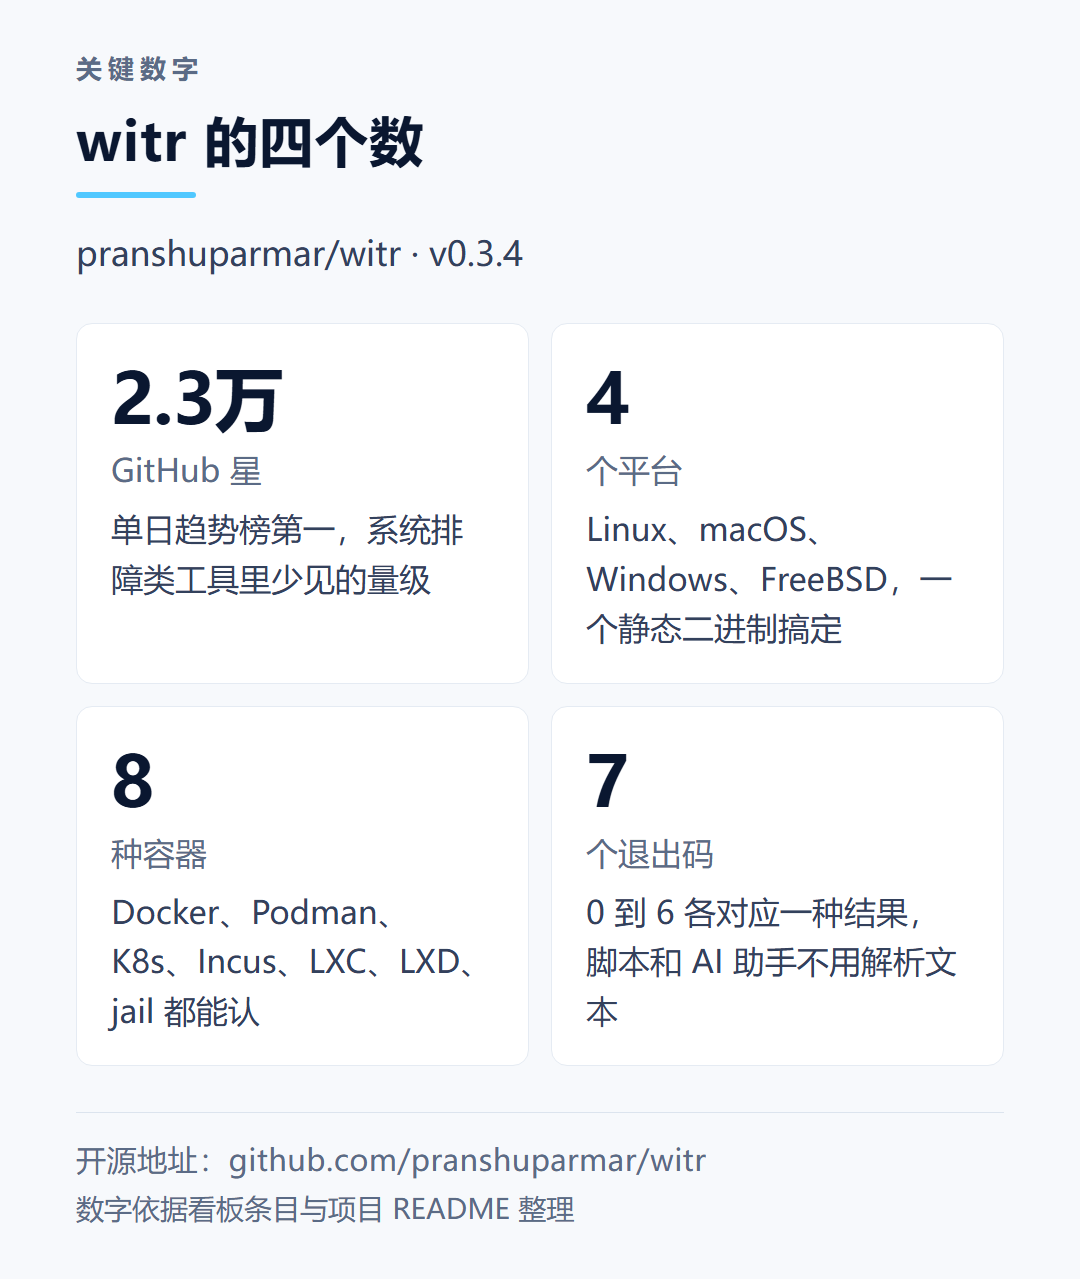 关键数字
witr 的四个数
pranshuparmar/witr · v0.3.4
2.3万
GitHub 星
单日趋势榜第一，系统排
障类工具里少见的量级
4
个平台
Linux、macOS、
Windows、FreeBSD，一
个静态二进制搞定
8
种容器
Docker、Podman、
K8s、Incus、LXC、LXD、
jail 都能认
7
个退出码
0 到 6 各对应一种结果，
脚本和 AI 助手不用解析文
本
开源地址：github.com/pranshuparmar/witr
数字依据看板条目与项目 README 整理